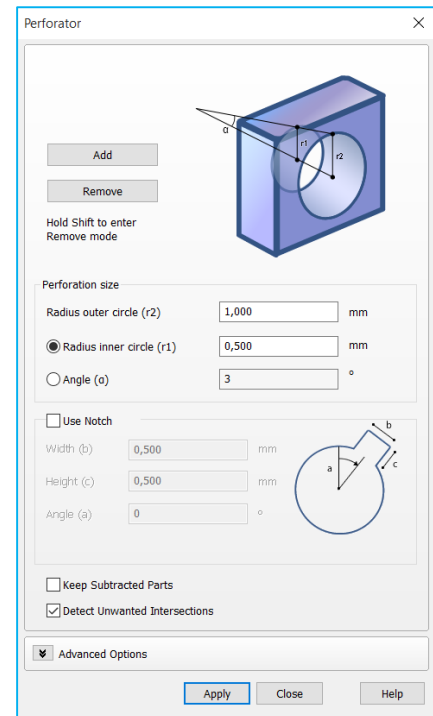 Perforator
α
r1
r2
Add
Remove
Hold Shift to enter
Remove mode
Perforation size
Radius outer circle (r2) 1,000 mm
Radius inner circle (r1) 0,500 mm
Angle (α) 3 °
Use Notch
b
Width (b) 0,500 mm
a
c
Height (c) 0,500 mm
Angle (a) 0 °
Keep Subtracted Parts
Detect Unwanted Intersections
Advanced Options
Apply Close Help